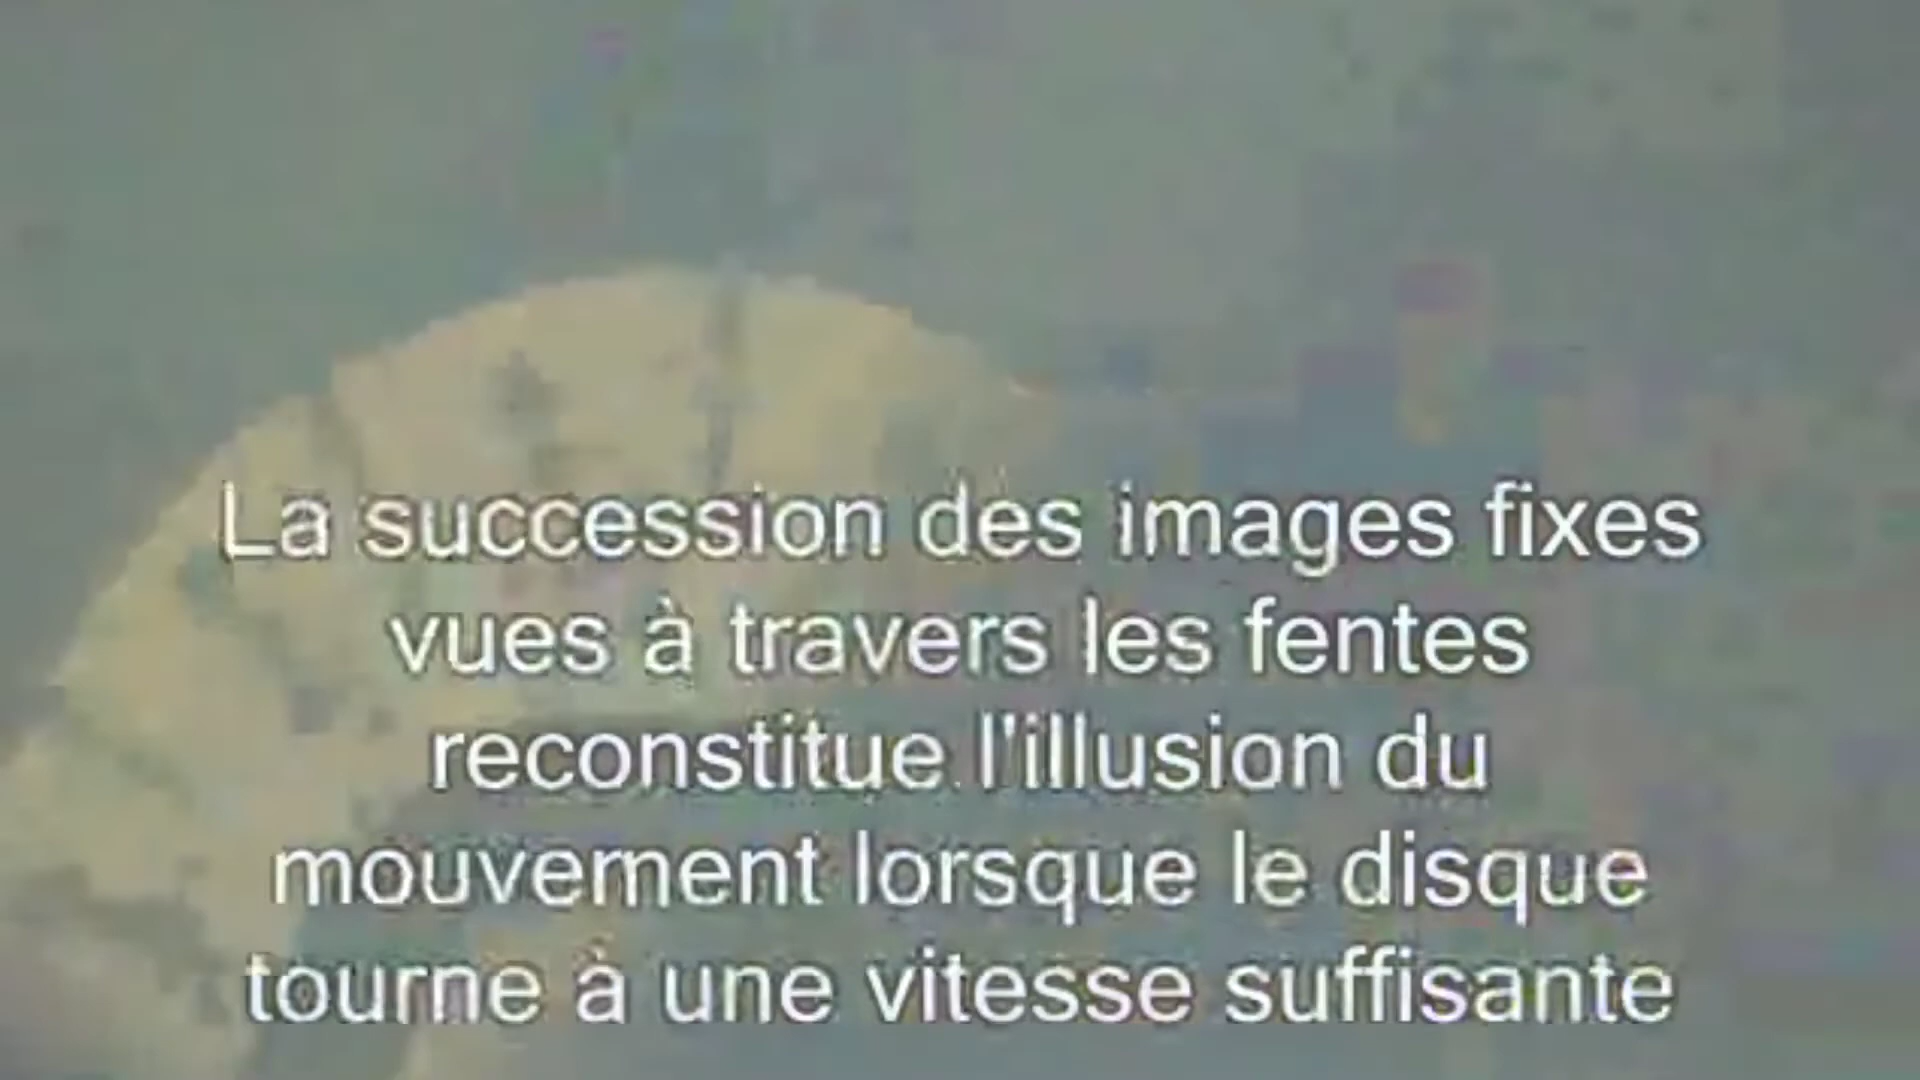 La succession des images fixes
vues à travers les fentes
reconstitue l'illusion du
mouvement lorsque le disque
tourne à une vitesse suffisante